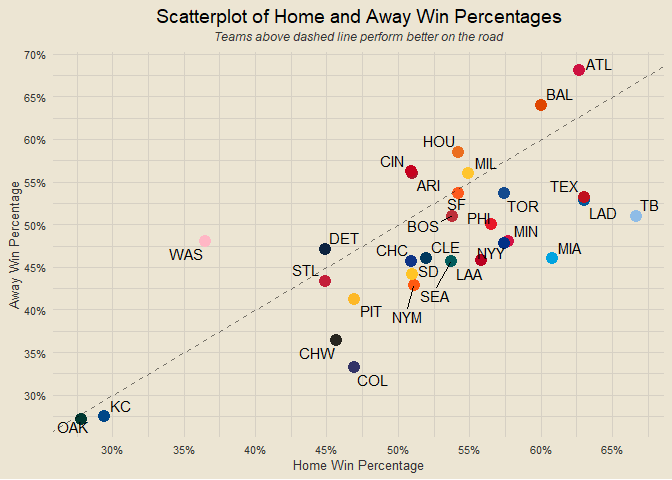 Scatterplot of Home and Away Win Percentages
Teams above dashed line perform better on the road
70%
65%
60%
55%
50%
45%
40%
35%
30%
Away Win Percentage
ATL
BAL
HOU
CIN
MIL
ARI
TEX
SF
TOR
LAD
TB
BOS
PHI
MIN
WAS
DET
CHC
CLE
NYY
MIA
STL
SD
LAA
SEA
PIT
NYM
CHW
COL
KC
OAK
30%
35%
40%
45%
50%
55%
60%
65%
Home Win Percentage